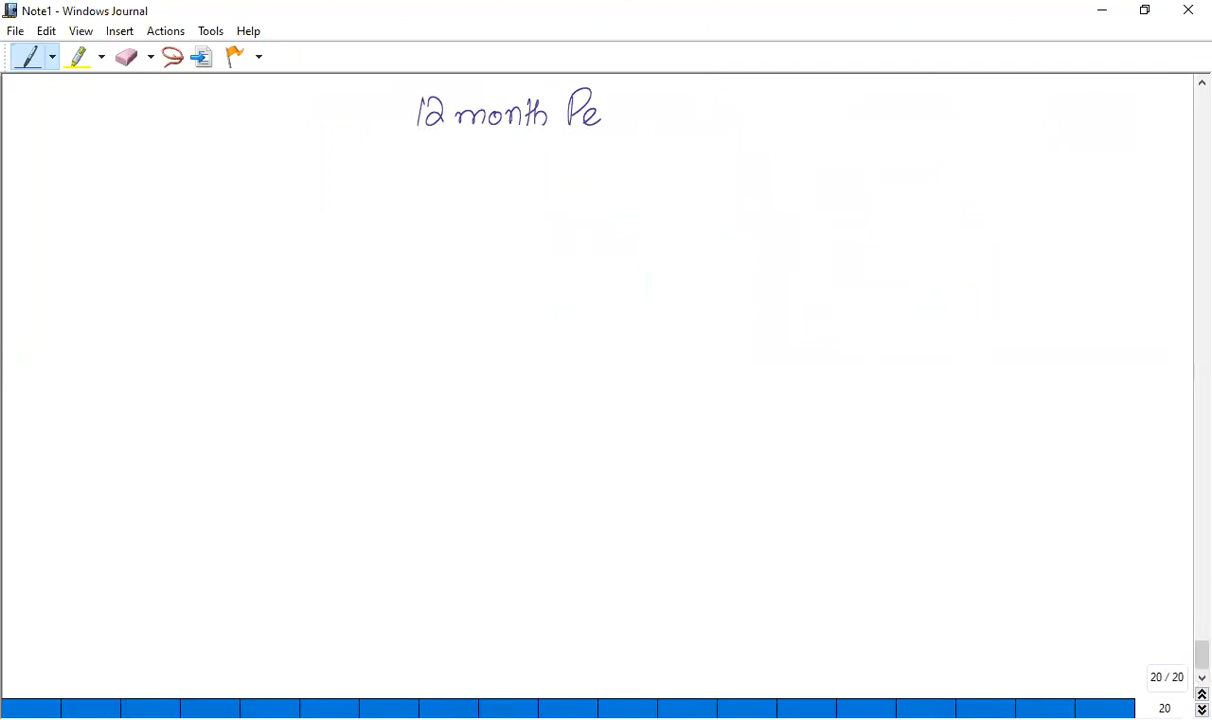 Note1 - Windows Journal
File Edit View Insert Actions Tools Help
12 month Pe
20 / 20
20